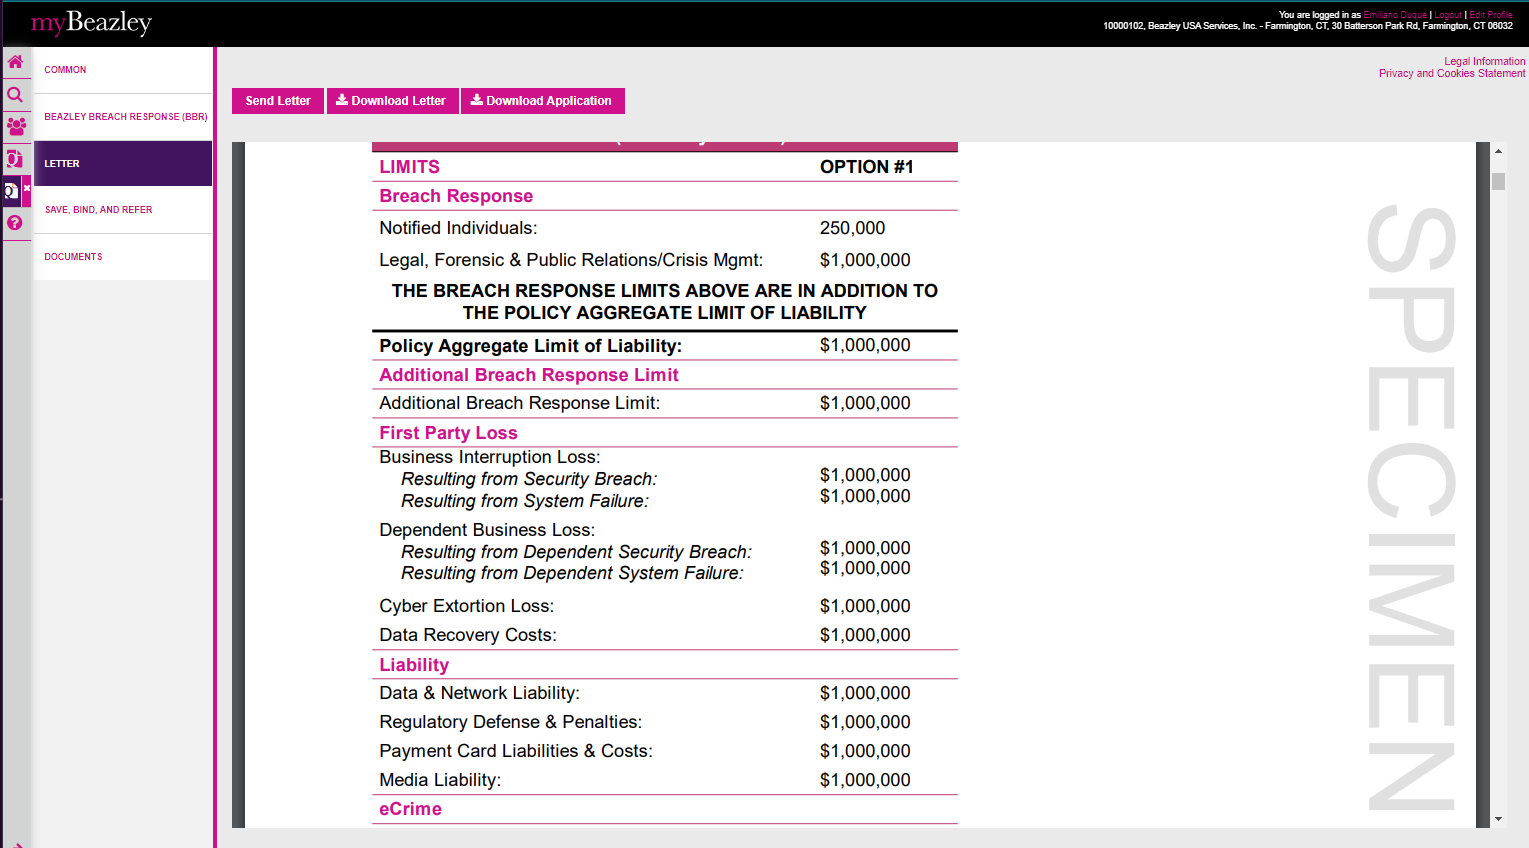 myBeazley
You are logged in as Emiliano Duque | Logout | Edit Profile
10000102, Beazley USA Services, Inc. - Farmington, CT, 30 Batterson Park Rd, Farmington, CT 06032
Legal Information
Privacy and Cookies Statement
COMMON
BEAZLEY BREACH RESPONSE (BBR)
LETTER
SAVE, BIND, AND REFER
DOCUMENTS
Send Letter
Download Letter
Download Application
LIMITS OPTION #1
Breach Response
Notified Individuals: 250,000
Legal, Forensic & Public Relations/Crisis Mgmt: $1,000,000
THE BREACH RESPONSE LIMITS ABOVE ARE IN ADDITION TO
THE POLICY AGGREGATE LIMIT OF LIABILITY
Policy Aggregate Limit of Liability: $1,000,000
Additional Breach Response Limit
Additional Breach Response Limit: $1,000,000
First Party Loss
Business Interruption Loss:
Resulting from Security Breach: $1,000,000
Resulting from System Failure: $1,000,000
Dependent Business Loss:
Resulting from Dependent Security Breach: $1,000,000
Resulting from Dependent System Failure: $1,000,000
Cyber Extortion Loss: $1,000,000
Data Recovery Costs: $1,000,000
Liability
Data & Network Liability: $1,000,000
Regulatory Defense & Penalties: $1,000,000
Payment Card Liabilities & Costs: $1,000,000
Media Liability: $1,000,000
eCrime
SPECIMEN